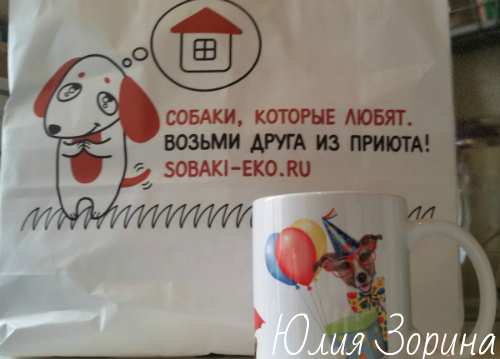 СОБАКИ, КОТОРЫЕ ЛЮБЯТ.
ВОЗЬМИ ДРУГА ИЗ ПРИЮТА!
SOBAKI-EKO.RU
Юлия Зорина